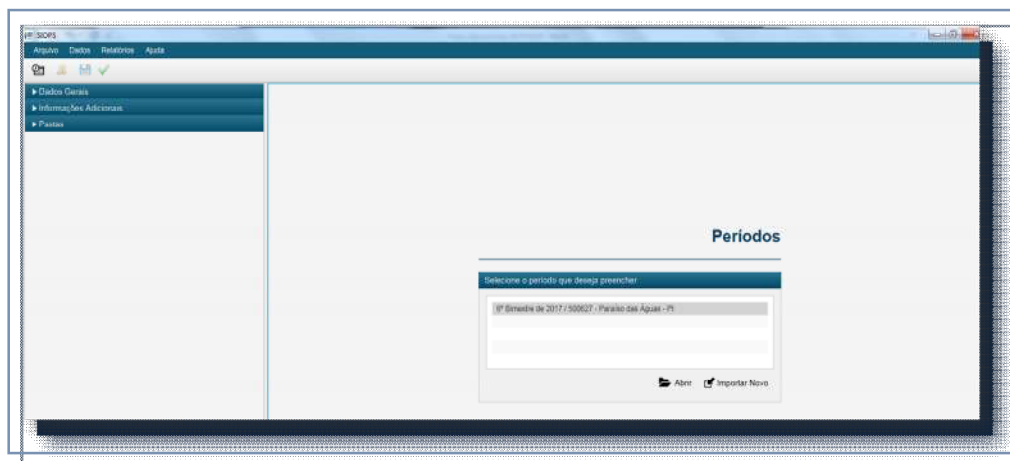 SIOPS
Arquivo Dados Relatórios Ajuda
Dados Gerais
Informações Adicionais
Pastas
Períodos
Selecione o período que deseja preencher
6º Bimestre de 2017 / 500627 - Paraíso das Águas - PI
Abrir Importar Novo